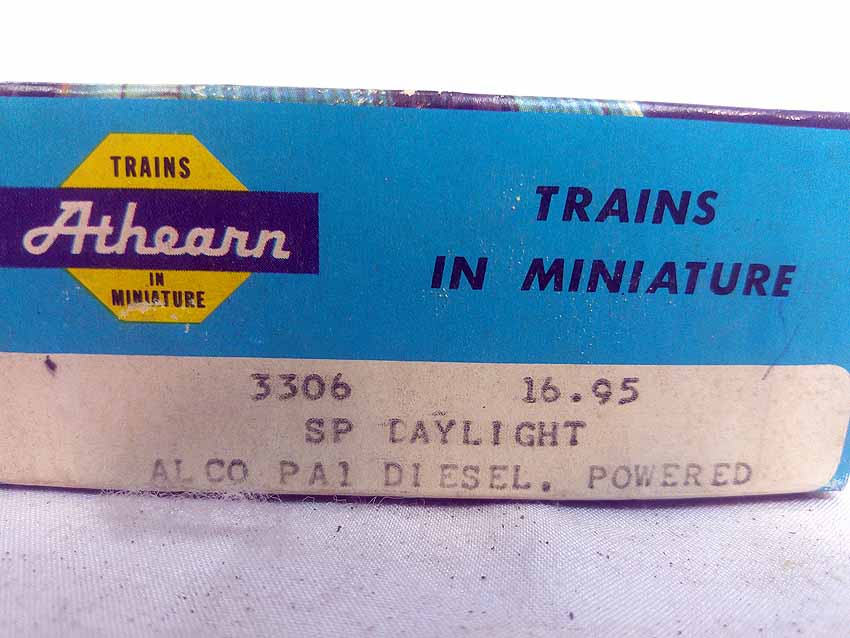 TRAINS
Athearn
IN
MINIATURE
TRAINS
IN MINIATURE
3306 16.95
SP DAYLIGHT
ALCO PA1 DIESEL. POWERED